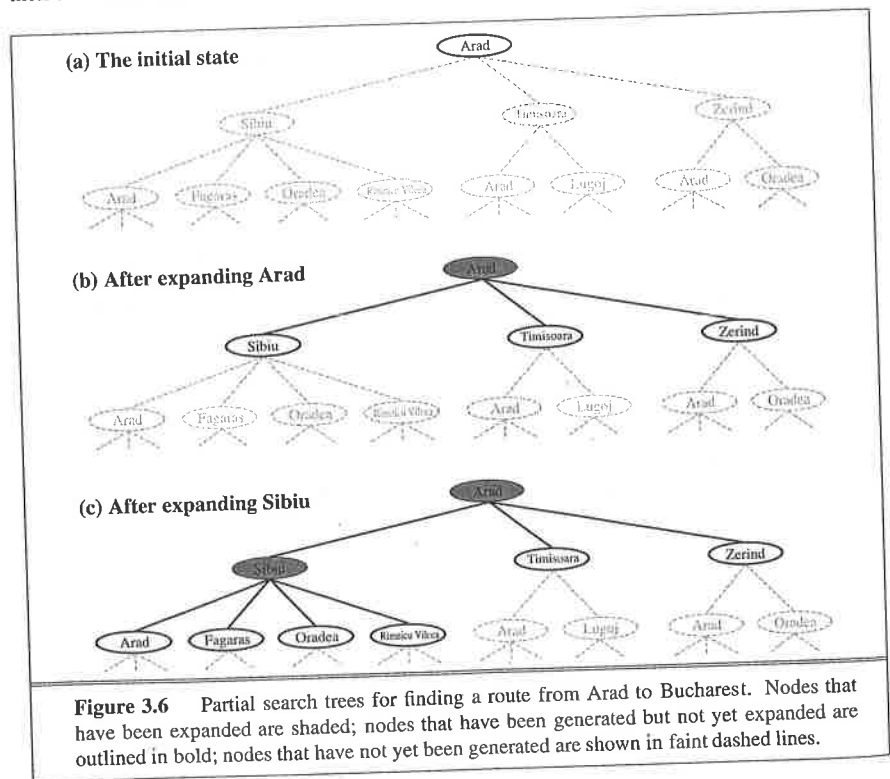 (a) The initial state
Arad
Sibiu Timisoara Zerind
Arad Fagaras Oradea Rimnicu Vilcea Arad Lugoj Arad Oradea
(b) After expanding Arad
Arad
Sibiu Timisoara Zerind
Arad Fagaras Oradea Rimnicu Vilcea Arad Lugoj Arad Oradea
(c) After expanding Sibiu
Arad
Sibiu Timisoara Zerind
Arad Fagaras Oradea Rimnicu Vilcea Arad Lugoj Arad Oradea
Figure 3.6 Partial search trees for finding a route from Arad to Bucharest. Nodes that
have been expanded are shaded; nodes that have been generated but not yet expanded are
outlined in bold; nodes that have not yet been generated are shown in faint dashed lines.